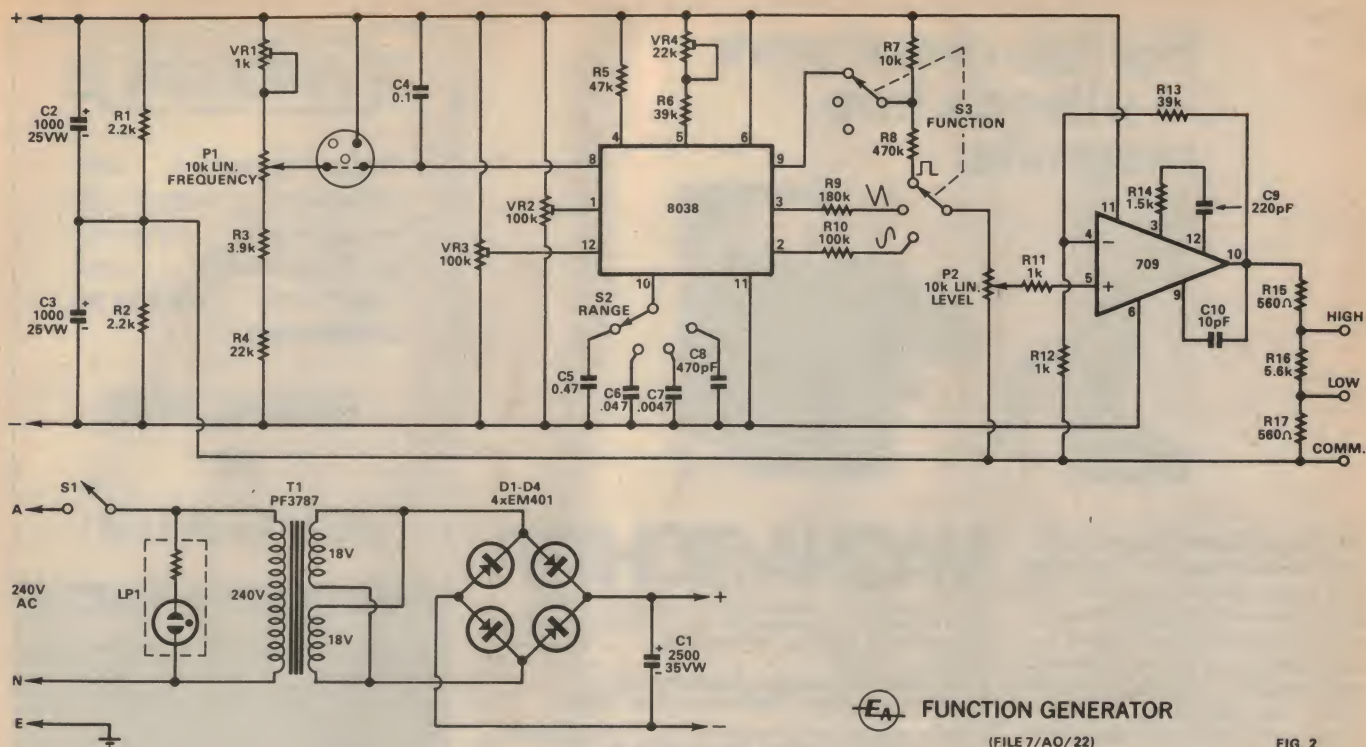 +
VR1
1k
C4
0.1
R5
47k
VR4
22k
R6
39k
R7
10k
R8
470k
S3
FUNCTION
R13
39k
C2
1000
25VW
+
-
R1
2.2k
P1
10k LIN.
FREQUENCY
4
5
6
8
9
1
3
12
2
10
11
8038
VR2
100k
VR3
100k
R9
180k
R10
100k
R14
1.5k
C9
220pF
11
3
12
4
-
709
10
5
+
9
6
C10
10pF
P2
10k LIN.
LEVEL
R11
1k
R12
1k
R15
560Ω
HIGH
R16
5.6k
LOW
R17
560Ω
COMM.
C3
1000
25VW
+
-
R2
2.2k
R3
3.9k
R4
22k
S2
RANGE
C5
0.47
C6
.047
C7
.0047
C8
470pF
-
S1
A
T1
PF3787
D1-D4
4xEM401
18V
240V
18V
240V
AC
LP1
N
E
C1
2500
35VW
+
-
+
-
EA FUNCTION GENERATOR
(FILE 7/AO/22)
FIG. 2